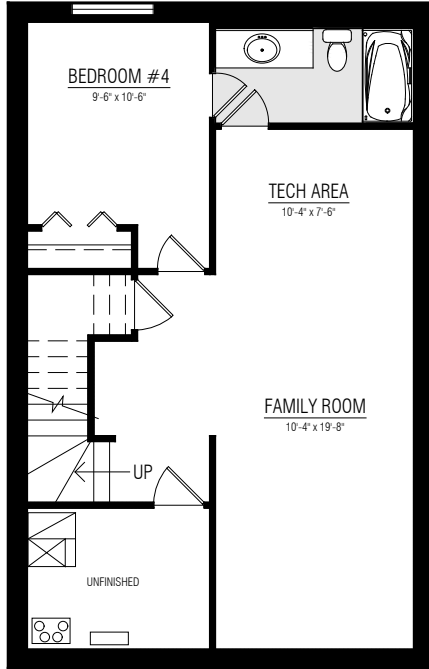 BEDROOM #4
9'-6" x 10'-6"
TECH AREA
10'-4" x 7'-6"
FAMILY ROOM
10'-4" x 19'-8"
UP
UNFINISHED